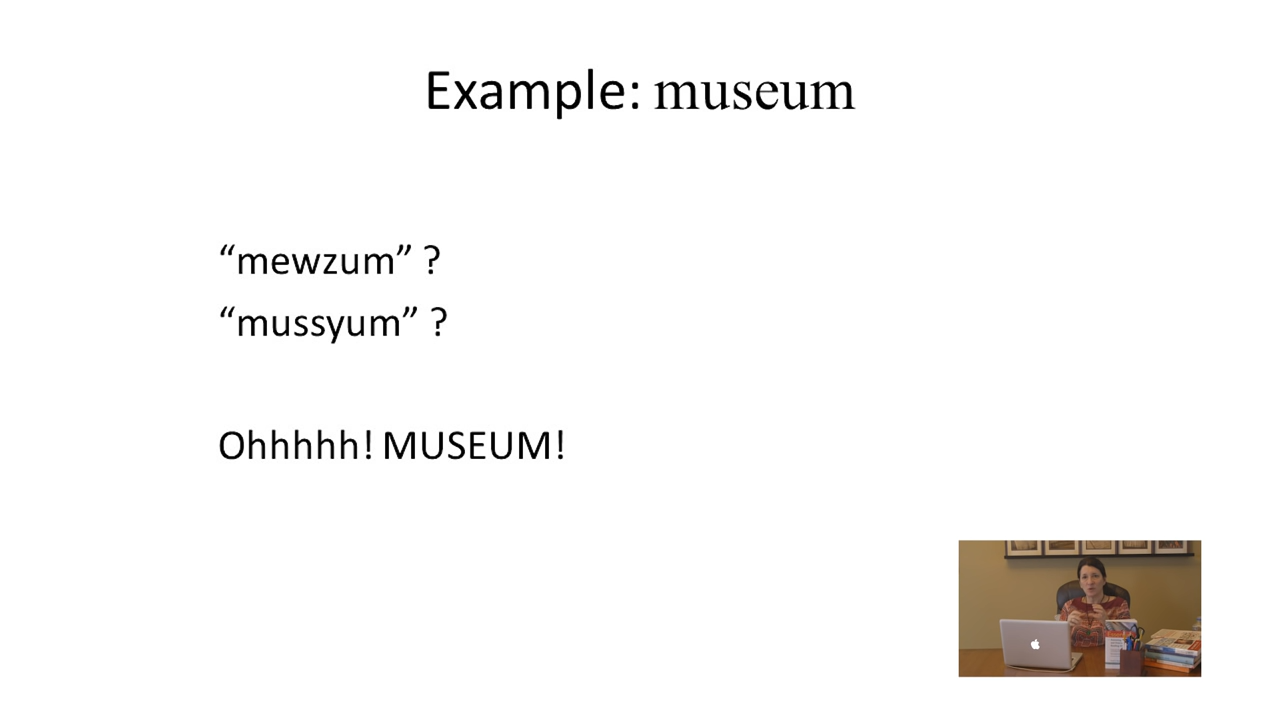 Example: museum
“mewzum” ?
“mussyum” ?
Ohhhhh! MUSEUM!